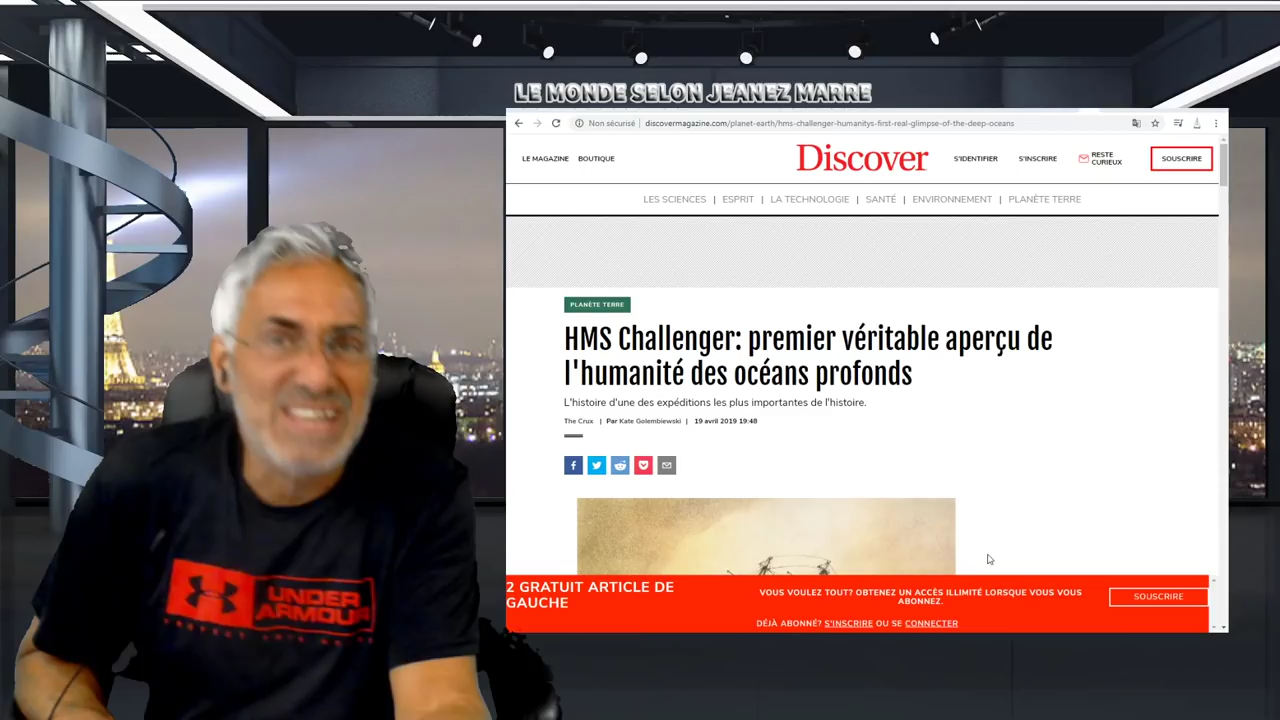 LE MONDE SELON JEANEZ MARRE
Non sécurisé
discovermagazine.com/planet-earth/hms-challenger-humanitys-first-real-glimpse-of-the-deep-oceans
LE MAGAZINE BOUTIQUE
Discover
S'IDENTIFIER S'INSCRIRE
RESTE
CURIEUX
SOUSCRIRE
LES SCIENCES | ESPRIT | LA TECHNOLOGIE | SANTÉ | ENVIRONNEMENT | PLANÈTE TERRE
PLANÈTE TERRE
HMS Challenger: premier véritable aperçu de
l'humanité des océans profonds
L'histoire d'une des expéditions les plus importantes de l'histoire.
The Crux | Par Kate Golembiewski | 19 avril 2019 19:48
2 GRATUIT ARTICLE DE
GAUCHE
VOUS VOULEZ TOUT? OBTENEZ UN ACCÈS ILLIMITÉ LORSQUE VOUS VOUS
ABONNEZ.
SOUSCRIRE
DÉJÀ ABONNÉ? S'INSCRIRE OU SE CONNECTER
UNDER
ARMOUR